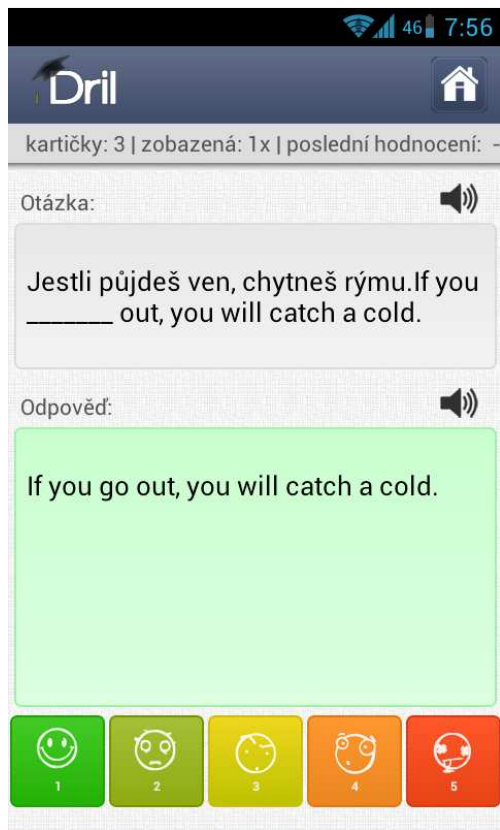 46 7:56
Dril
kartičky: 3 | zobazená: 1x | poslední hodnocení: -
Otázka:
Jestli půjdeš ven, chytneš rýmu.If you
_______ out, you will catch a cold.
Odpověď:
If you go out, you will catch a cold.
1 2 3 4 5